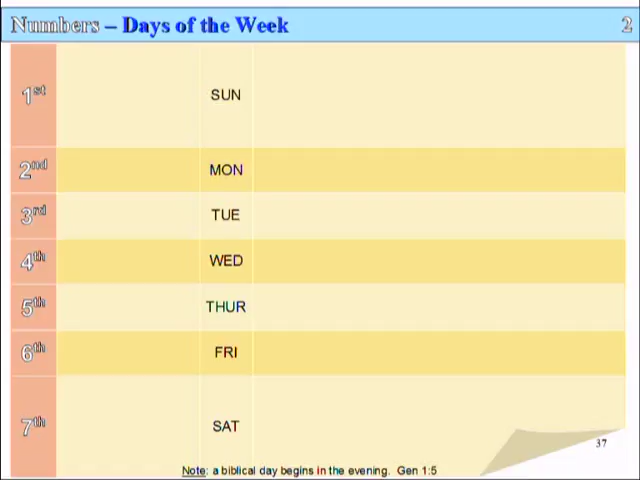 Numbers – Days of the Week 2
1st SUN
2nd MON
3rd TUE
4th WED
5th THUR
6th FRI
7th SAT
37
Note: a biblical day begins in the evening. Gen 1:5